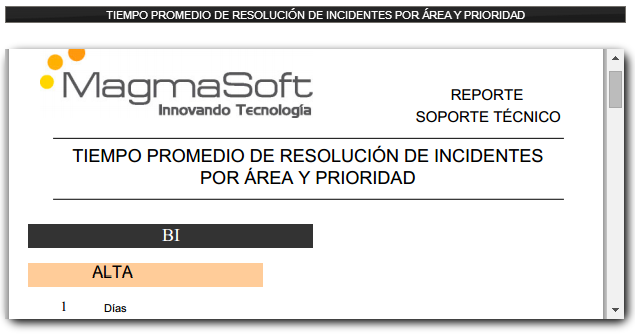 TIEMPO PROMEDIO DE RESOLUCIÓN DE INCIDENTES POR ÁREA Y PRIORIDAD
MagmaSoft
Innovando Tecnología
REPORTE
SOPORTE TÉCNICO
TIEMPO PROMEDIO DE RESOLUCIÓN DE INCIDENTES
POR ÁREA Y PRIORIDAD
BI
ALTA
1 Días